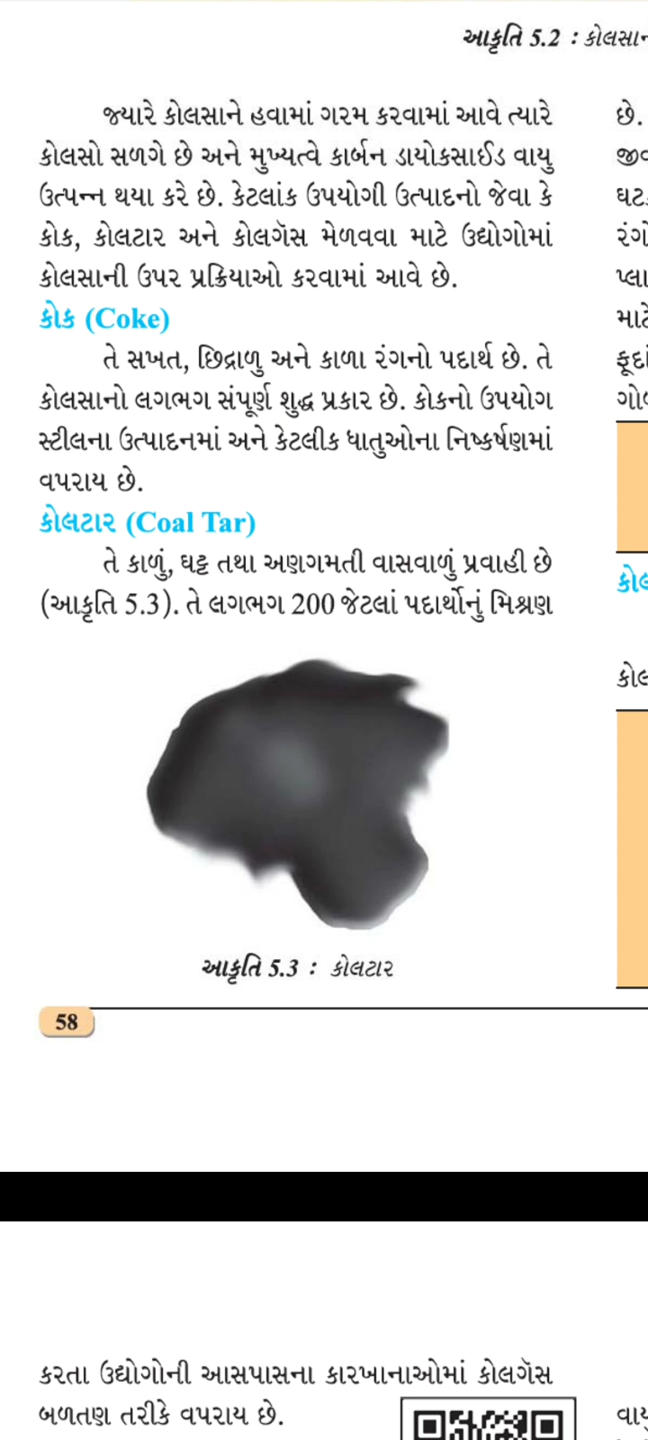 આકૃતિ 5.2 : કોલસાન
જ્યારે કોલસાને હવામાં ગરમ કરવામાં આવે ત્યારે
કોલસો સળગે છે અને મુખ્યત્વે કાર્બન ડાયોકસાઈડ વાયુ
ઉત્પન્ન થયા કરે છે. કેટલાંક ઉપયોગી ઉત્પાદનો જેવા કે
કોક, કોલટાર અને કોલગૅસ મેળવવા માટે ઉદ્યોગોમાં
કોલસાની ઉપર પ્રક્રિયાઓ કરવામાં આવે છે.
કોક (Coke)
તે સખત, છિદ્રાળુ અને કાળા રંગનો પદાર્થ છે. તે
કોલસાનો લગભગ સંપૂર્ણ શુદ્ધ પ્રકાર છે. કોકનો ઉપયોગ
સ્ટીલના ઉત્પાદનમાં અને કેટલીક ધાતુઓના નિષ્કર્ષણમાં
વપરાય છે.
કોલટાર (Coal Tar)
તે કાળું, ઘટ્ટ તથા અણગમતી વાસવાળું પ્રવાહી છે
(આકૃતિ 5.3). તે લગભગ 200 જેટલાં પદાર્થોનું મિશ્રણ
આકૃતિ 5.3 : કોલટાર
58
છે.
રંગો
પ્લા
માટે
ગોળ
કોલ
કોલ
કરતા ઉદ્યોગોની આસપાસના કારખાનાઓમાં કોલગૅસ
બળતણ તરીકે વપરાય છે.